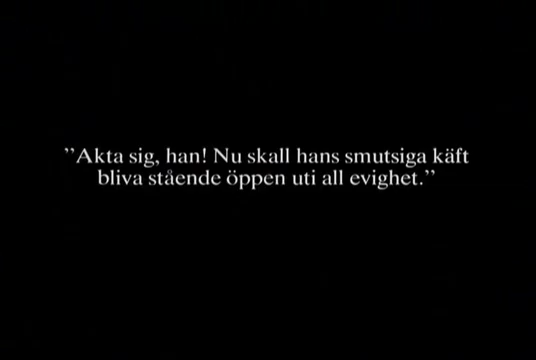 ”Akta sig, han! Nu skall hans smutsiga käft
bliva stående öppen uti all evighet.”